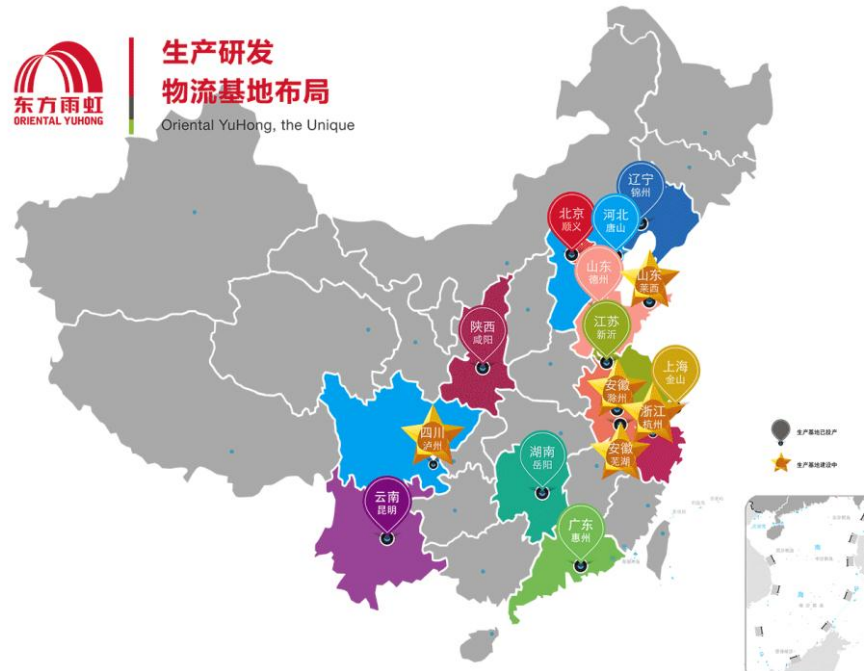 东方雨虹
ORIENTAL YUHONG
生产研发
物流基地布局
Oriental YuHong, the Unique
辽宁
锦州
北京
顺义
河北
唐山
山东
德州
山东
莱西
江苏
新沂
陕西
咸阳
上海
金山
安徽
滁州
浙江
杭州
四川
泸州
安徽
芜湖
湖南
岳阳
云南
昆明
广东
惠州
生产基地已投产
生产基地建设中